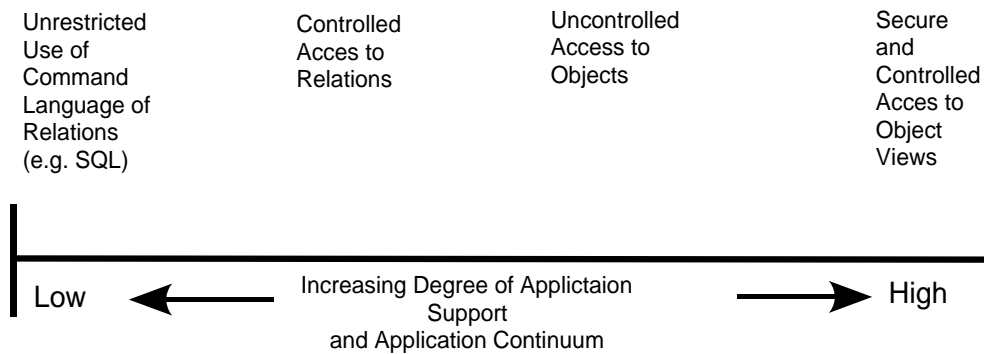 Unrestricted
Use of
Command
Language of
Relations
(e.g. SQL)
Controlled
Acces to
Relations
Uncontrolled
Access to
Objects
Secure
and
Controlled
Acces to
Object
Views
Low
Increasing Degree of Applictaion
Support
and Application Continuum
High